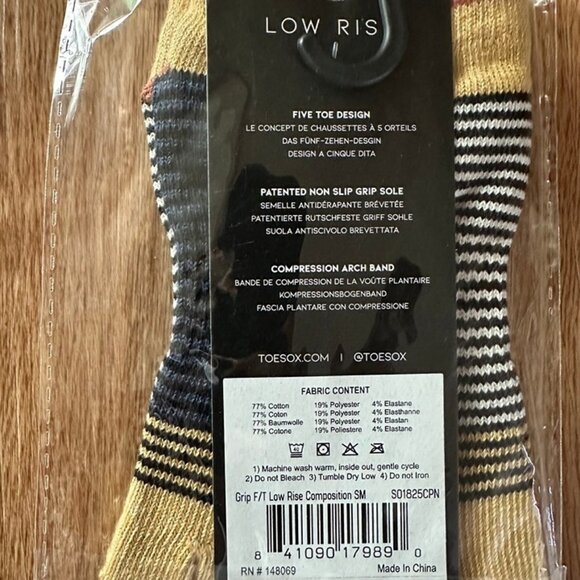 LOW RIS
FIVE TOE DESIGN
LE CONCEPT DE CHAUSSETTES À 5 ORTEILS
DAS FÜNF-ZEHEN-DESGIN
DESIGN A CINQUE DITA
PATENTED NON SLIP GRIP SOLE
SEMELLE ANTIDÉRAPANTE BRÉVETÉE
PATENTIERTE RUTSCHFESTE GRIFF SOHLE
SUOLA ANTISCIVOLO BREVETTATA
COMPRESSION ARCH BAND
BANDE DE COMPRESSION DE LA VOÛTE PLANTAIRE
KOMPRESSIONSBOGENBAND
FASCIA PLANTARE CON COMPRESSIONE
TOESOX.COM | @TOESOX
FABRIC CONTENT
77% Cotton 19% Polyester 4% Elastane
77% Coton 19% Polyester 4% Elasthanne
77% Baumwolle 19% Polyester 4% Elastan
77% Cotone 19% Poliestere 4% Elastane
40
1) Machine wash warm, inside out, gentle cycle
2) Do not Bleach 3) Tumble Dry Low 4) Do not Iron
Grip F/T Low Rise Composition SM S01825CPN
8 41090 17989 0
RN # 148069 Made In China